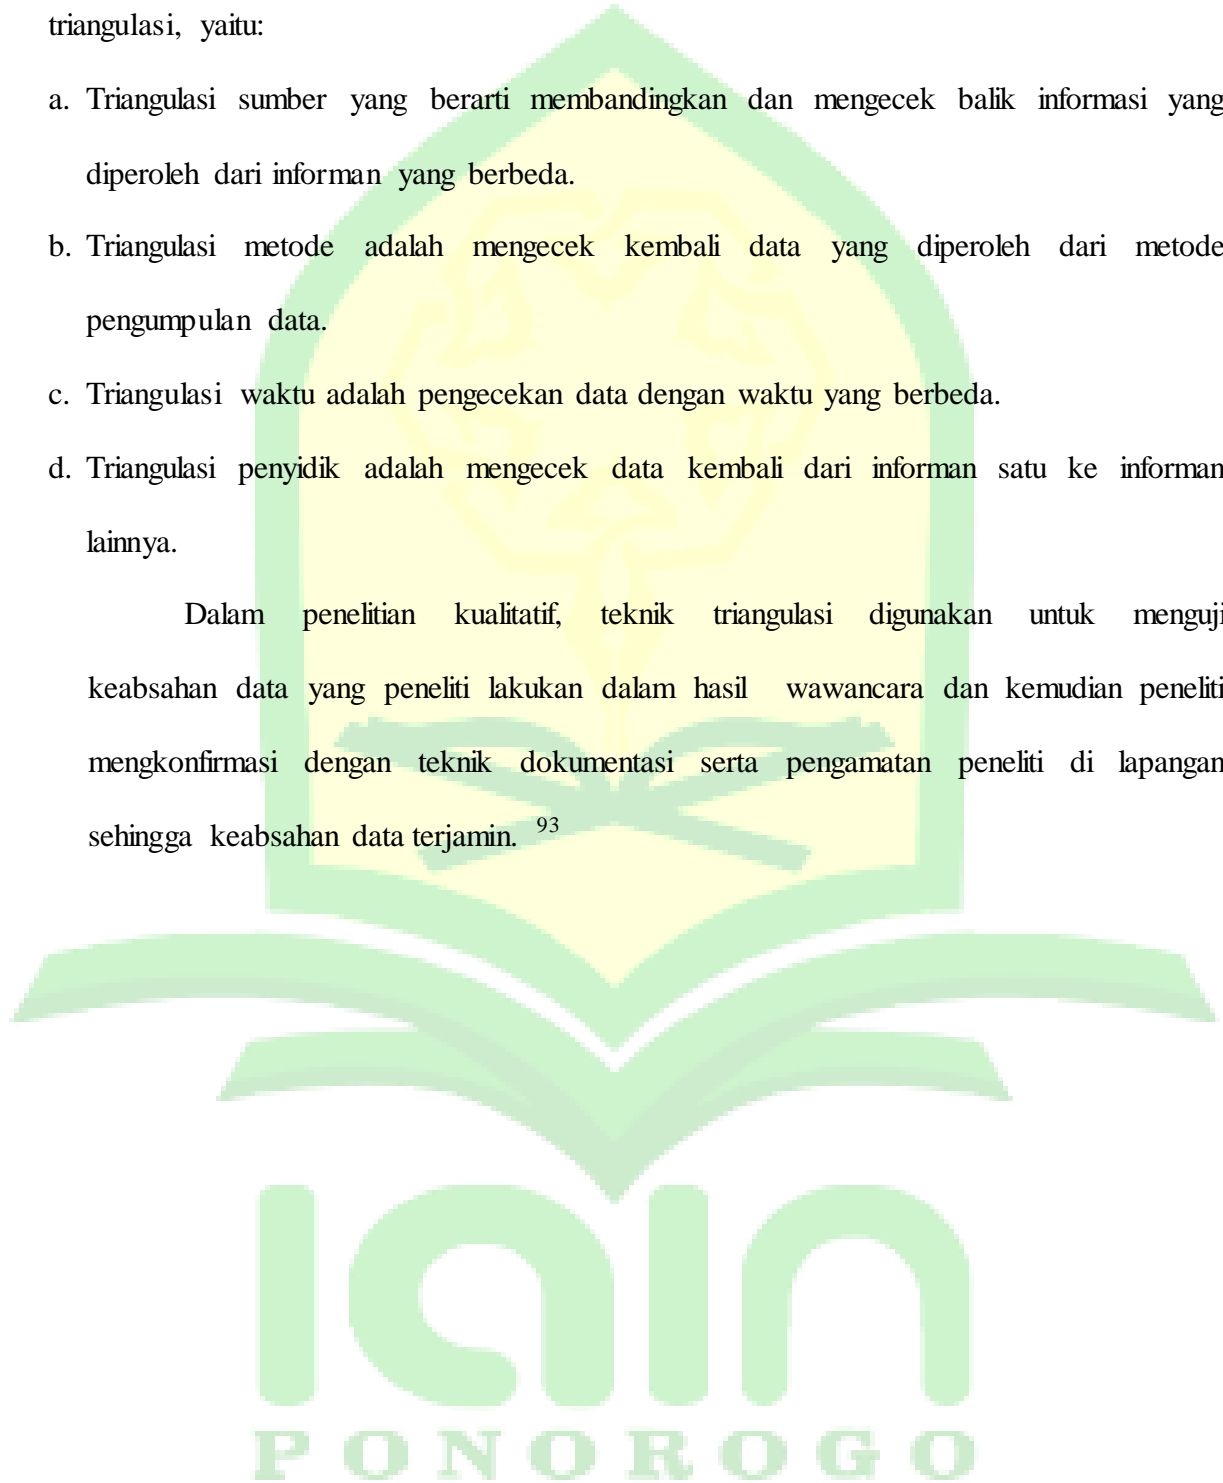 triangulasi, yaitu:
a. Triangulasi sumber yang berarti membandingkan dan mengecek balik informasi yang
diperoleh dari informan yang berbeda.
b. Triangulasi metode adalah mengecek kembali data yang diperoleh dari metode
pengumpulan data.
c. Triangulasi waktu adalah pengecekan data dengan waktu yang berbeda.
d. Triangulasi penyidik adalah mengecek data kembali dari informan satu ke informan
lainnya.
Dalam penelitian kualitatif, teknik triangulasi digunakan untuk menguji
keabsahan data yang peneliti lakukan dalam hasil wawancara dan kemudian peneliti
mengkonfirmasi dengan teknik dokumentasi serta pengamatan peneliti di lapangan
sehingga keabsahan data terjamin. 93
iain
PONOROGO